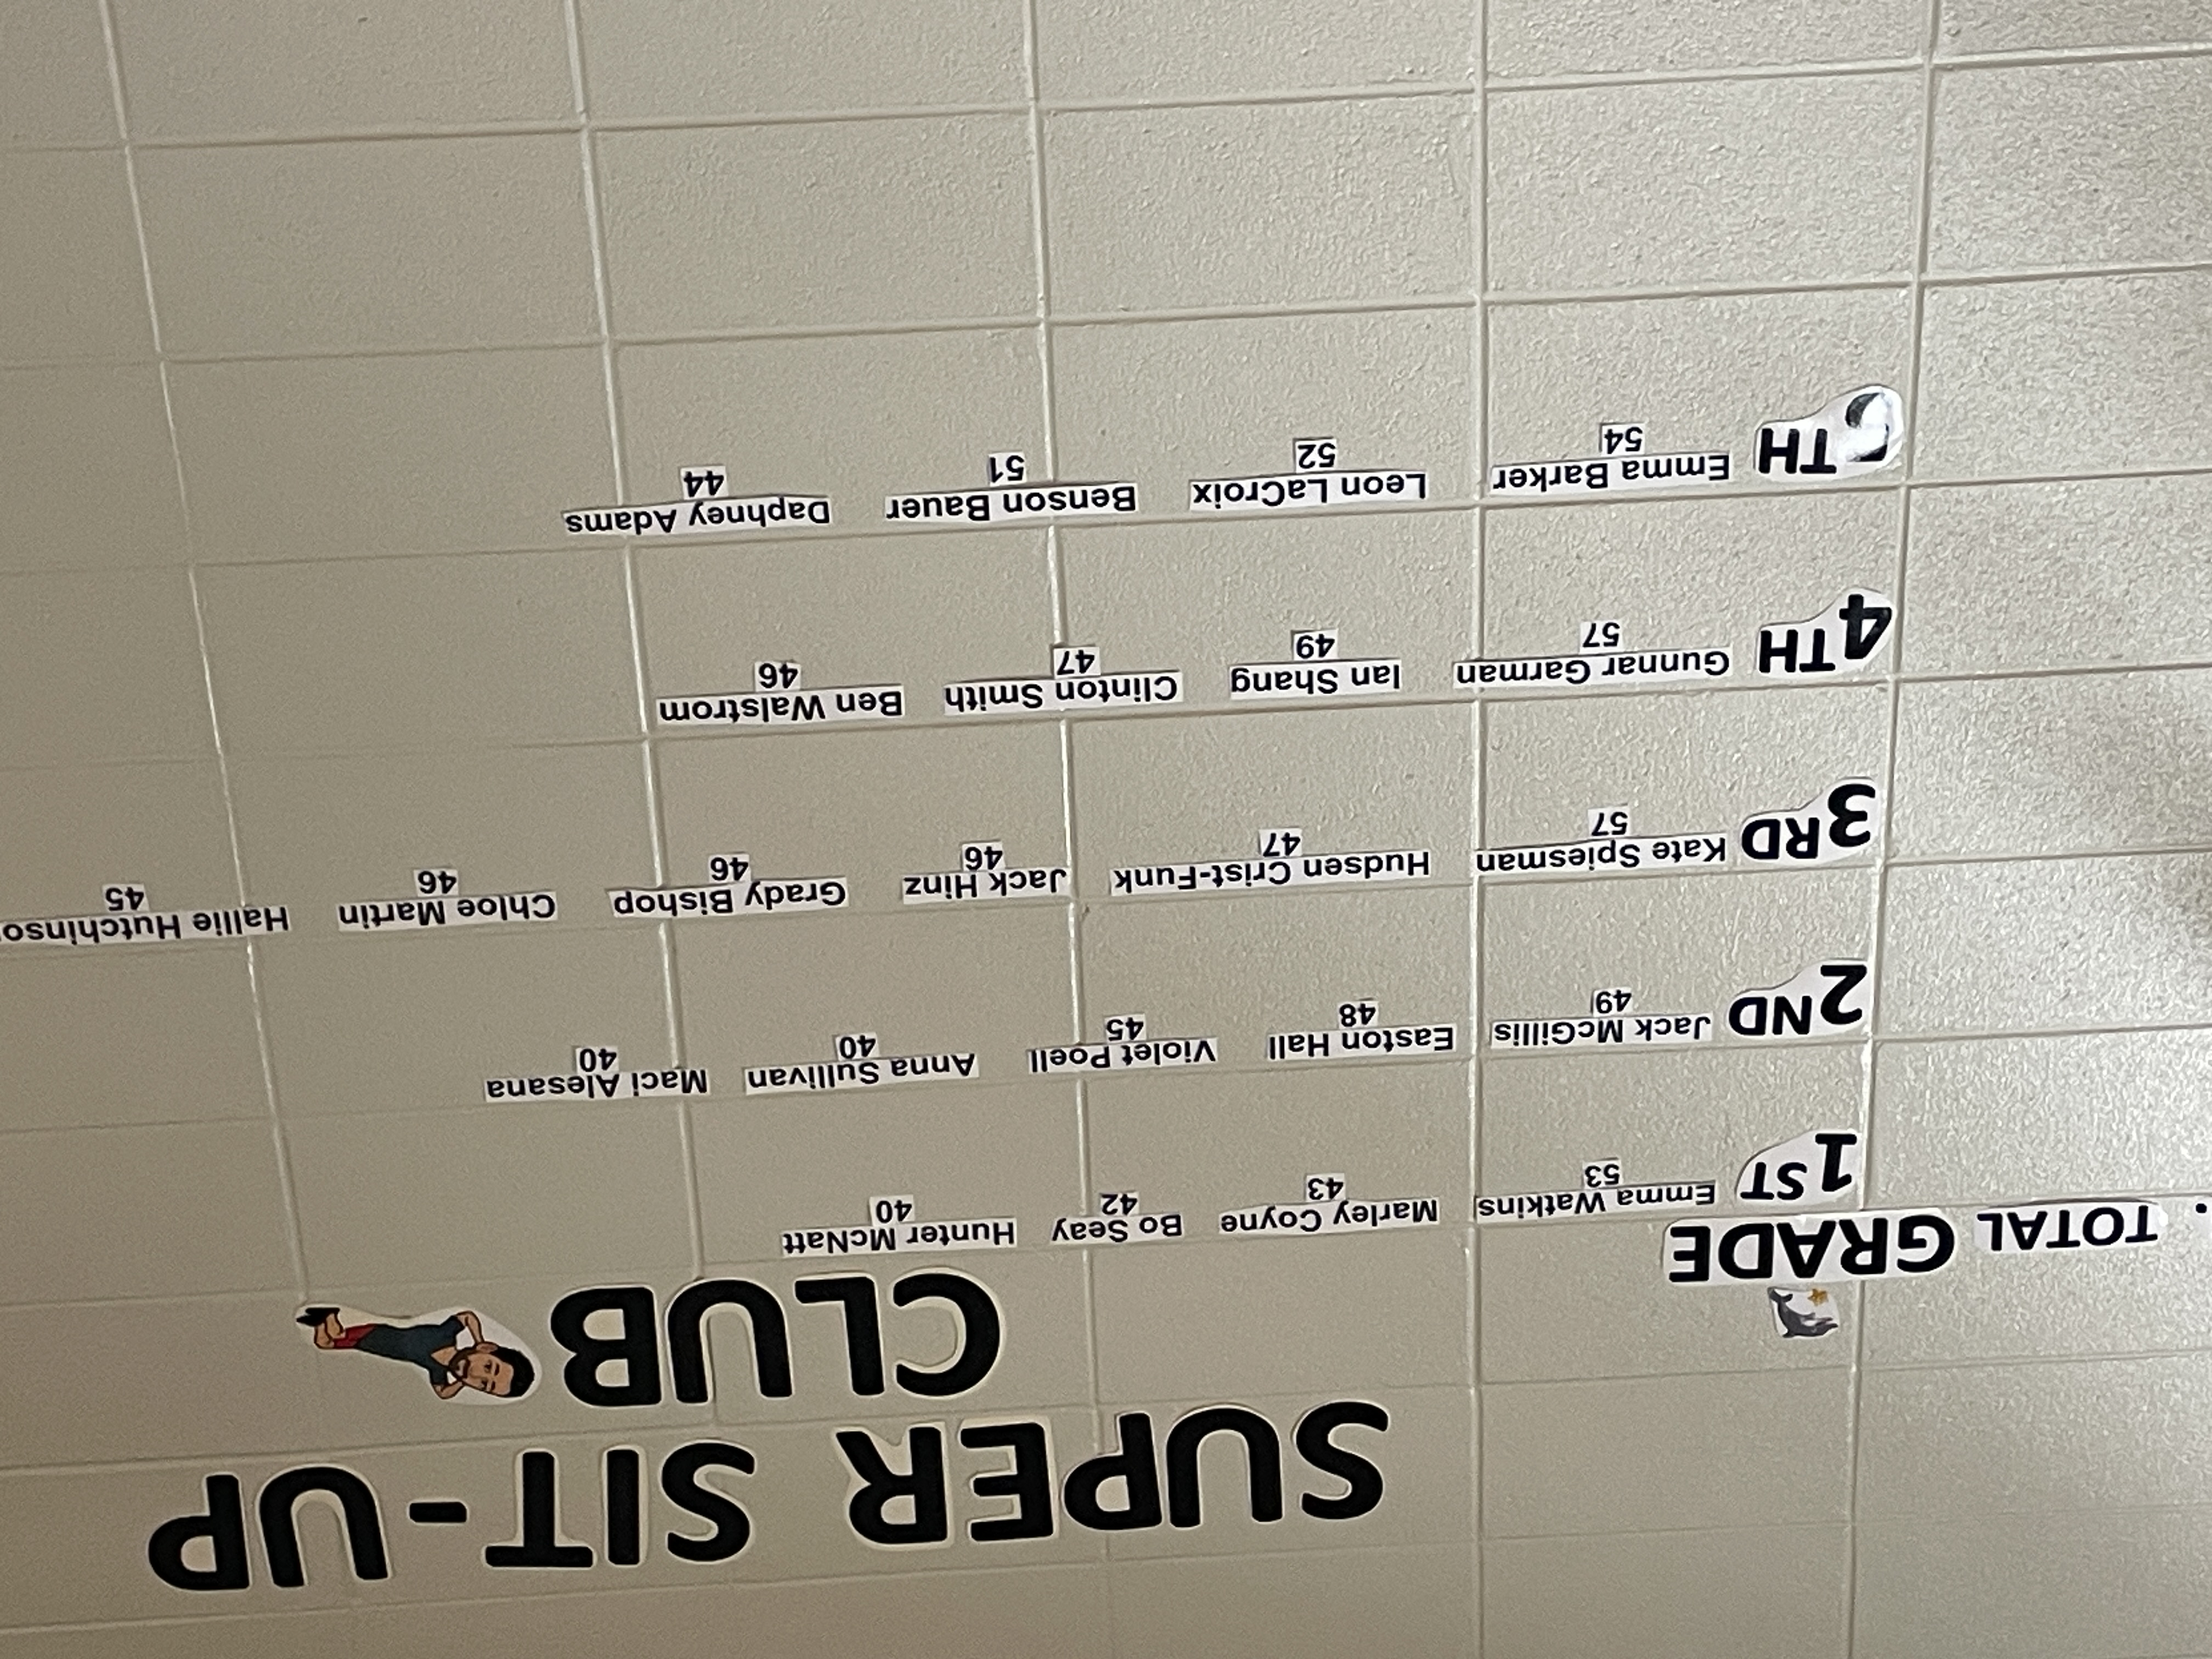 SUPER SIT-UP
CLUB
. TOTAL GRADE
1ST Emma Watkins Marley Coyne Bo Seay Hunter McNatt
53 43 42 40
2ND Jack McGillis Easton Hall Violet Poell Anna Sullivan Maci Alesana
49 48 45 40 40
3RD Kate Spiesman Hudsen Crist-Funk Jack Hinz Grady Bishop Chloe Martin Hallie Hutchinso
57 47 46 46 46 45
4TH Gunnar Garman Ian Shang Clinton Smith Ben Walstrom
57 49 47 46
5TH Emma Barker Leon LaCroix Benson Bauer Daphney Adams
54 52 51 44